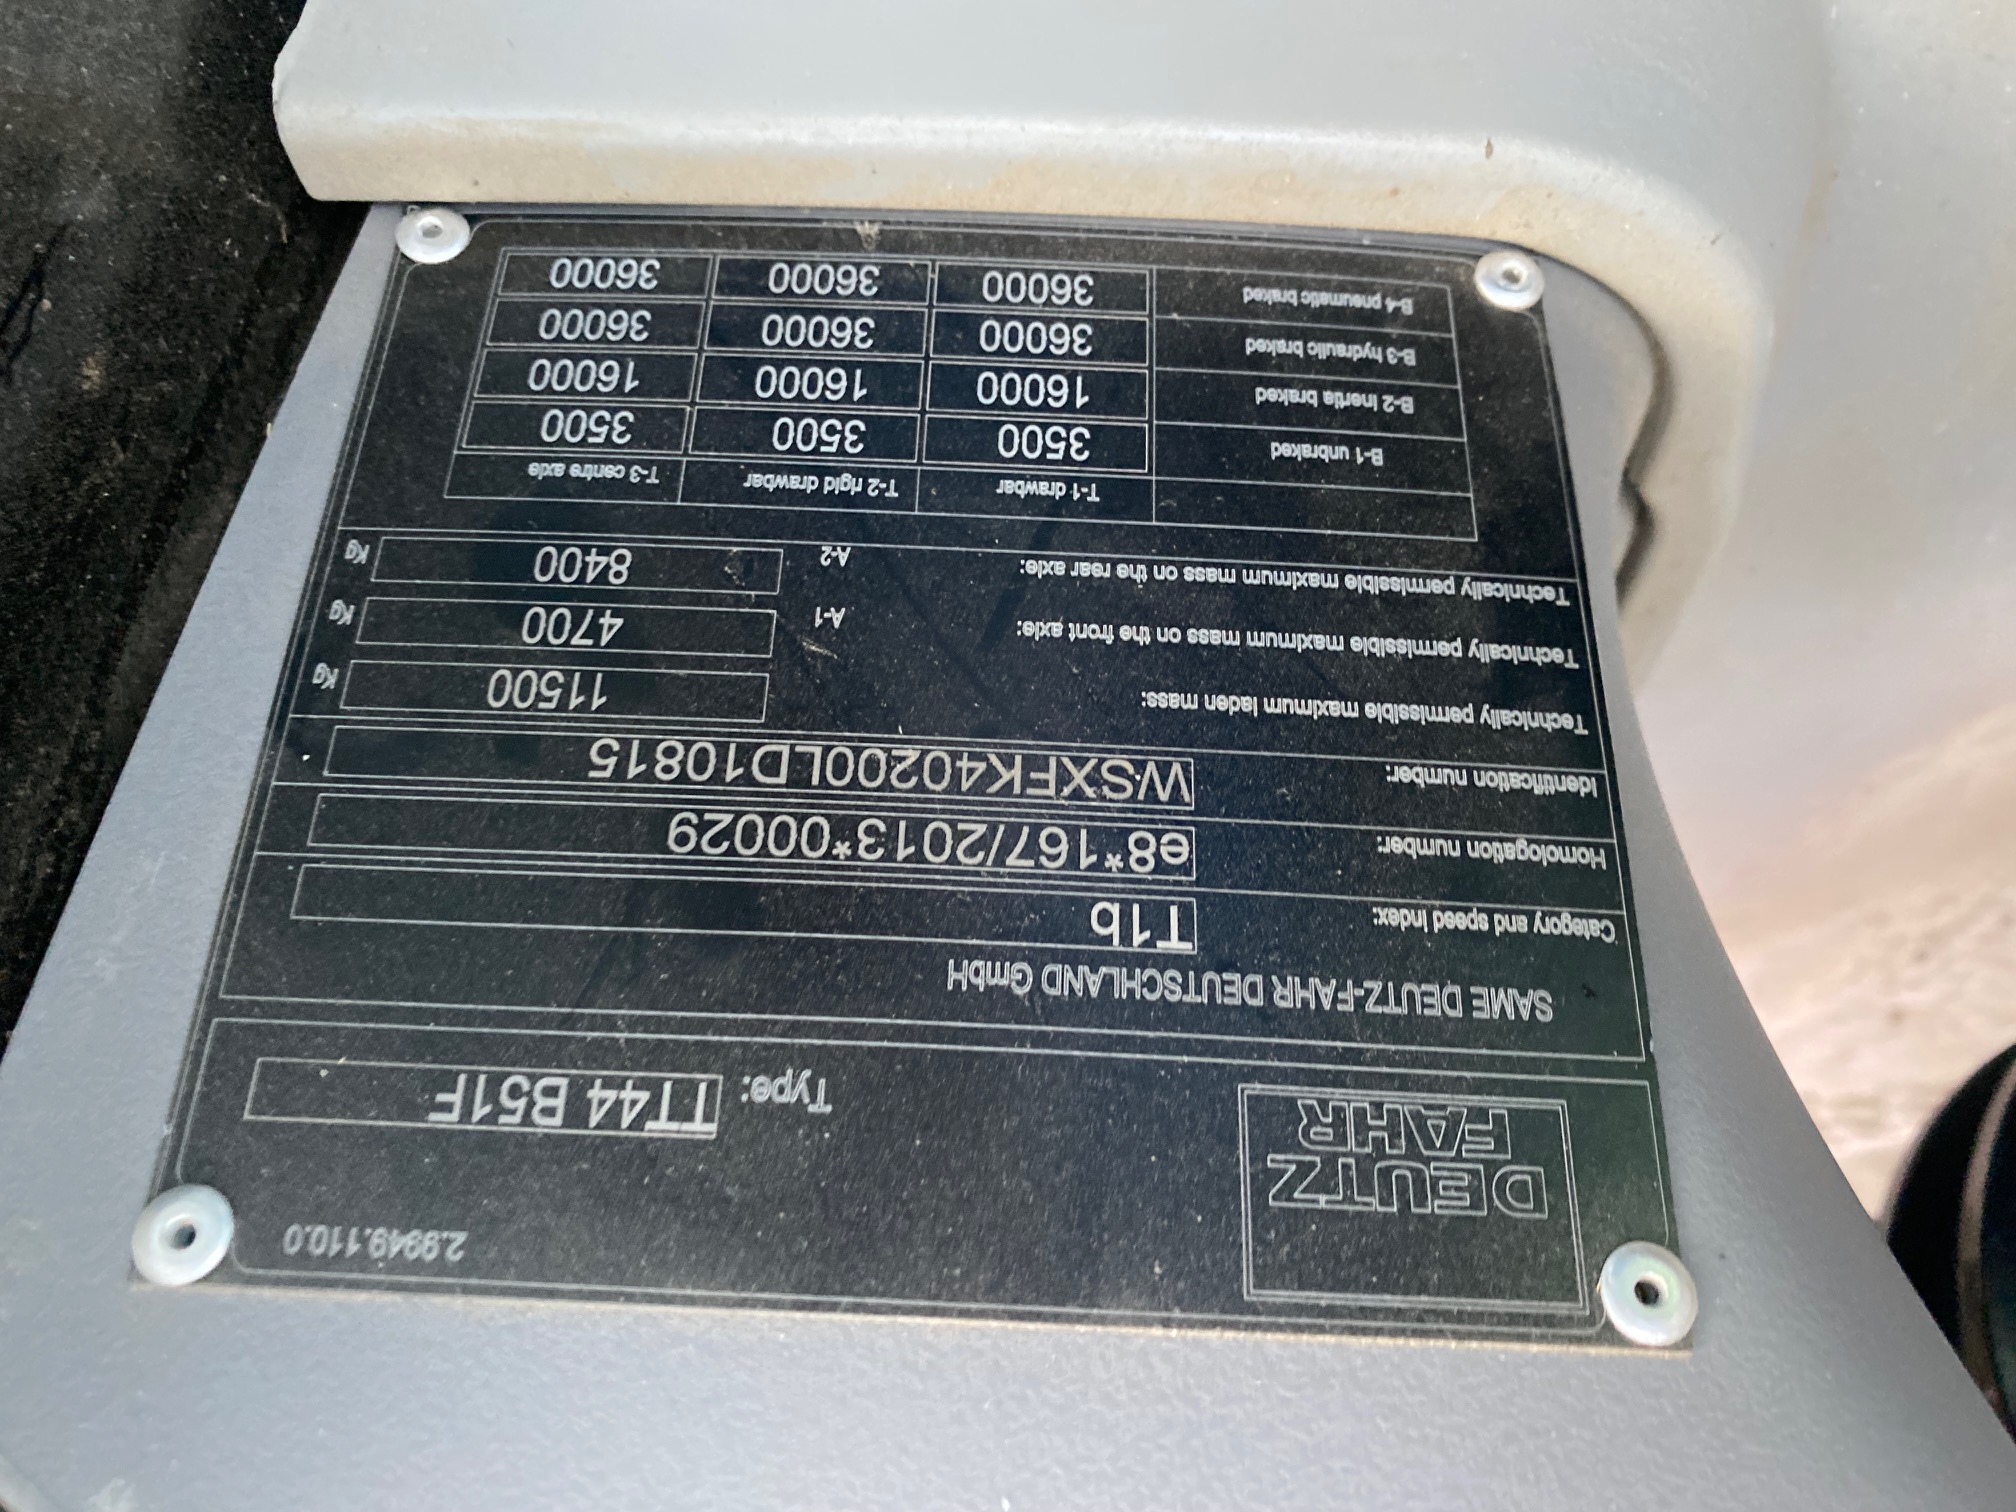 2.9949.110.0
DEUTZ
FAHR
Type: TT44 B51F
SAME DEUTZ-FAHR DEUTSCHLAND GmbH
Category and speed index: T1b
Homologation number: e8*167/2013*00029
Identification number: WSXFK40200LD10815
Technically permissible maximum laden mass: 11500 Kg
Technically permissible maximum mass on the front axle: A-1 4700 Kg
Technically permissible maximum mass on the rear axle: A-2 8400 Kg
T-1 drawbar T-2 rigid drawbar T-3 centre axle
B-1 unbraked 3500 3500 3500
B-2 inertia braked 16000 16000 16000
B-3 hydraulic braked 36000 36000 36000
B-4 pneumatic braked 36000 36000 36000